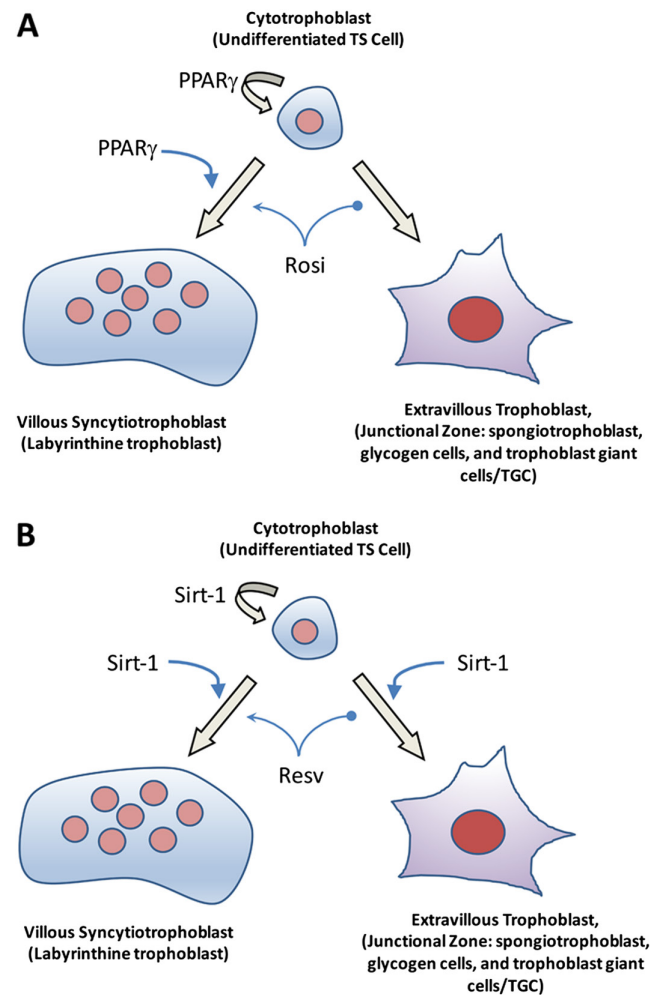 A
Cytotrophoblast
(Undifferentiated TS Cell)
PPARγ
PPARγ
Rosi
Villous Syncytiotrophoblast
(Labyrinthine trophoblast)
Extravillous Trophoblast,
(Junctional Zone: spongiotrophoblast,
glycogen cells, and trophoblast giant
cells/TGC)
B
Cytotrophoblast
(Undifferentiated TS Cell)
Sirt-1
Sirt-1
Sirt-1
Resv
Villous Syncytiotrophoblast
(Labyrinthine trophoblast)
Extravillous Trophoblast,
(Junctional Zone: spongiotrophoblast,
glycogen cells, and trophoblast giant
cells/TGC)